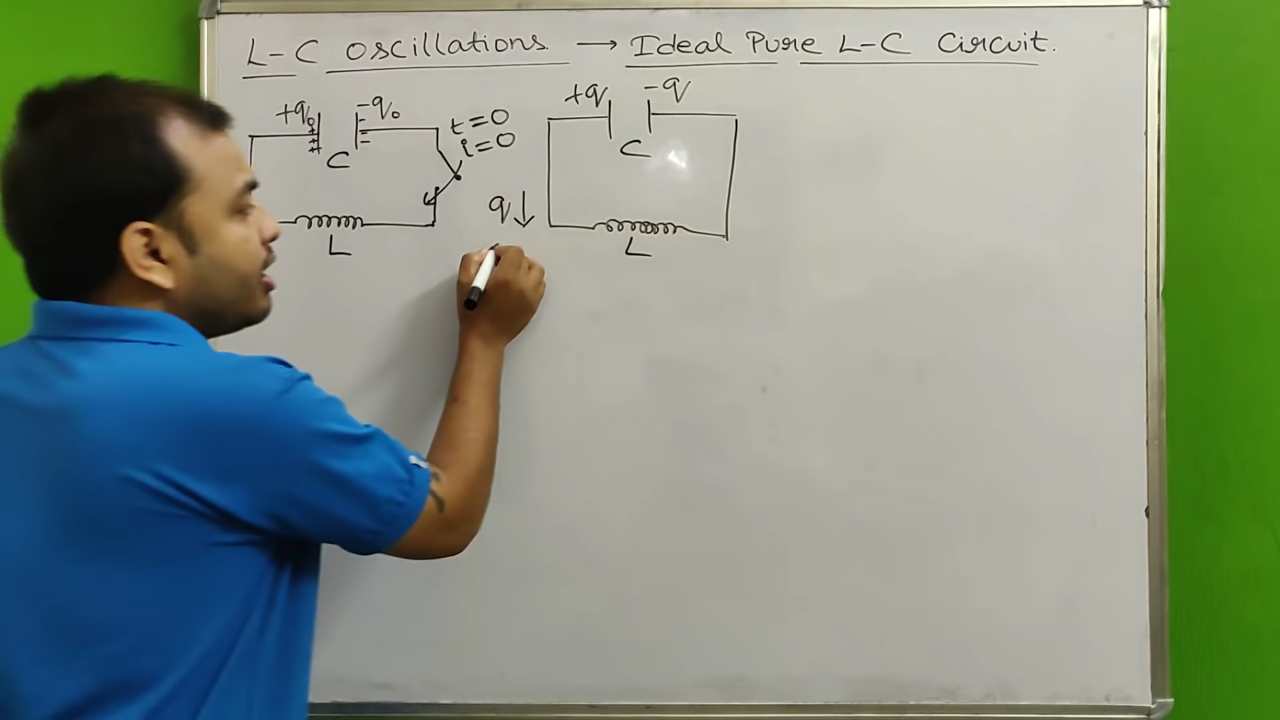 L-C Oscillations → Ideal Pure L-C Circuit.
+q₀ -q₀
C
t=0
i=0
L
+q -q
C
q↓
L